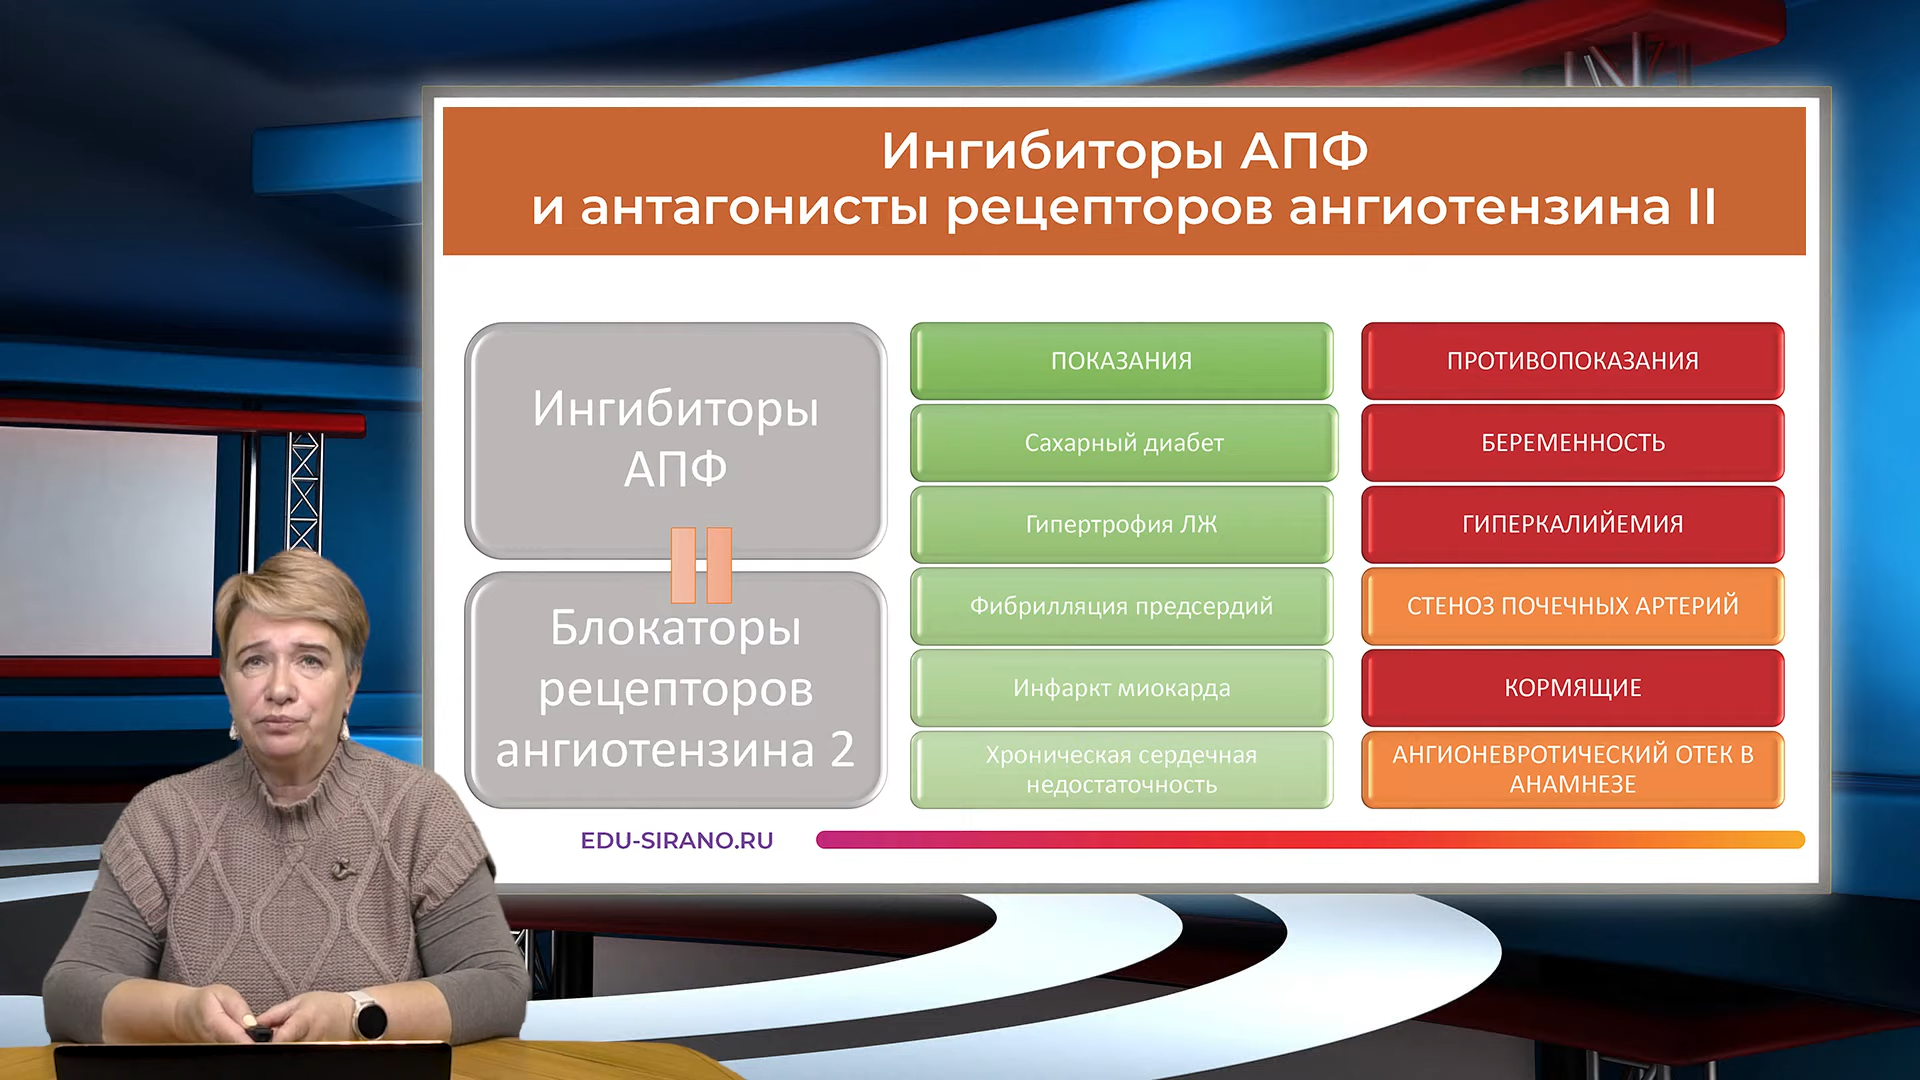 Ингибиторы АПФ
и антагонисты рецепторов ангиотензина II
Ингибиторы
АПФ
Блокаторы
рецепторов
ангиотензина 2
ПОКАЗАНИЯ
Сахарный диабет
Гипертрофия ЛЖ
Фибрилляция предсердий
Инфаркт миокарда
Хроническая сердечная
недостаточность
ПРОТИВОПОКАЗАНИЯ
БЕРЕМЕННОСТЬ
ГИПЕРКАЛИЙЕМИЯ
СТЕНОЗ ПОЧЕЧНЫХ АРТЕРИЙ
КОРМЯЩИЕ
АНГИОНЕВРОТИЧЕСКИЙ ОТЕК В
АНАМНЕЗЕ
EDU-SIRANO.RU